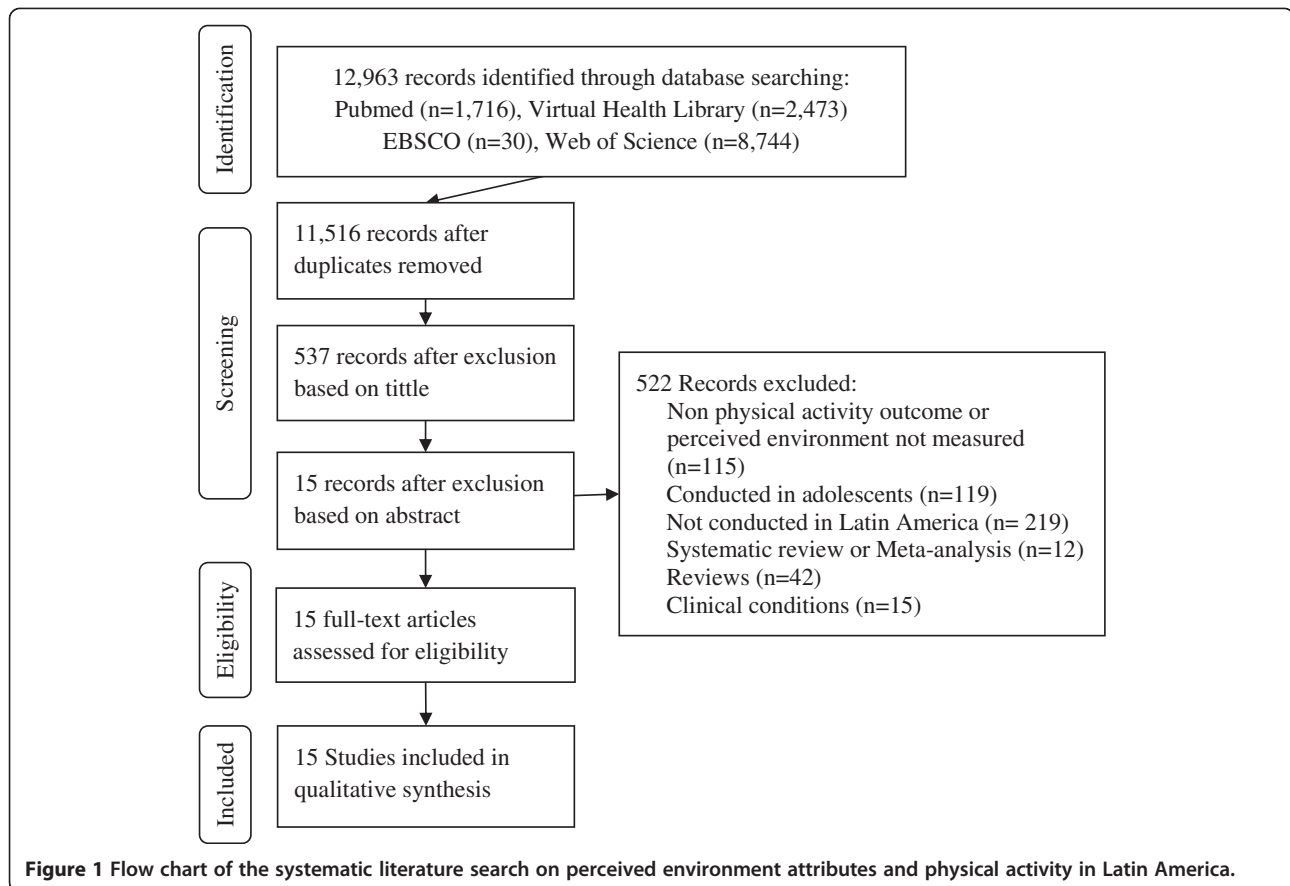 Identification
12,963 records identified through database searching:
Pubmed (n=1,716), Virtual Health Library (n=2,473)
EBSCO (n=30), Web of Science (n=8,744)
Screening
11,516 records after
duplicates removed
537 records after exclusion
based on tittle
15 records after exclusion
based on abstract
522 Records excluded:
Non physical activity outcome or
perceived environment not measured
(n=115)
Conducted in adolescents (n=119)
Not conducted in Latin America (n= 219)
Systematic review or Meta-analysis (n=12)
Reviews (n=42)
Clinical conditions (n=15)
Eligibility
15 full-text articles
assessed for eligibility
Included
15 Studies included in
qualitative synthesis
Figure 1 Flow chart of the systematic literature search on perceived environment attributes and physical activity in Latin America.